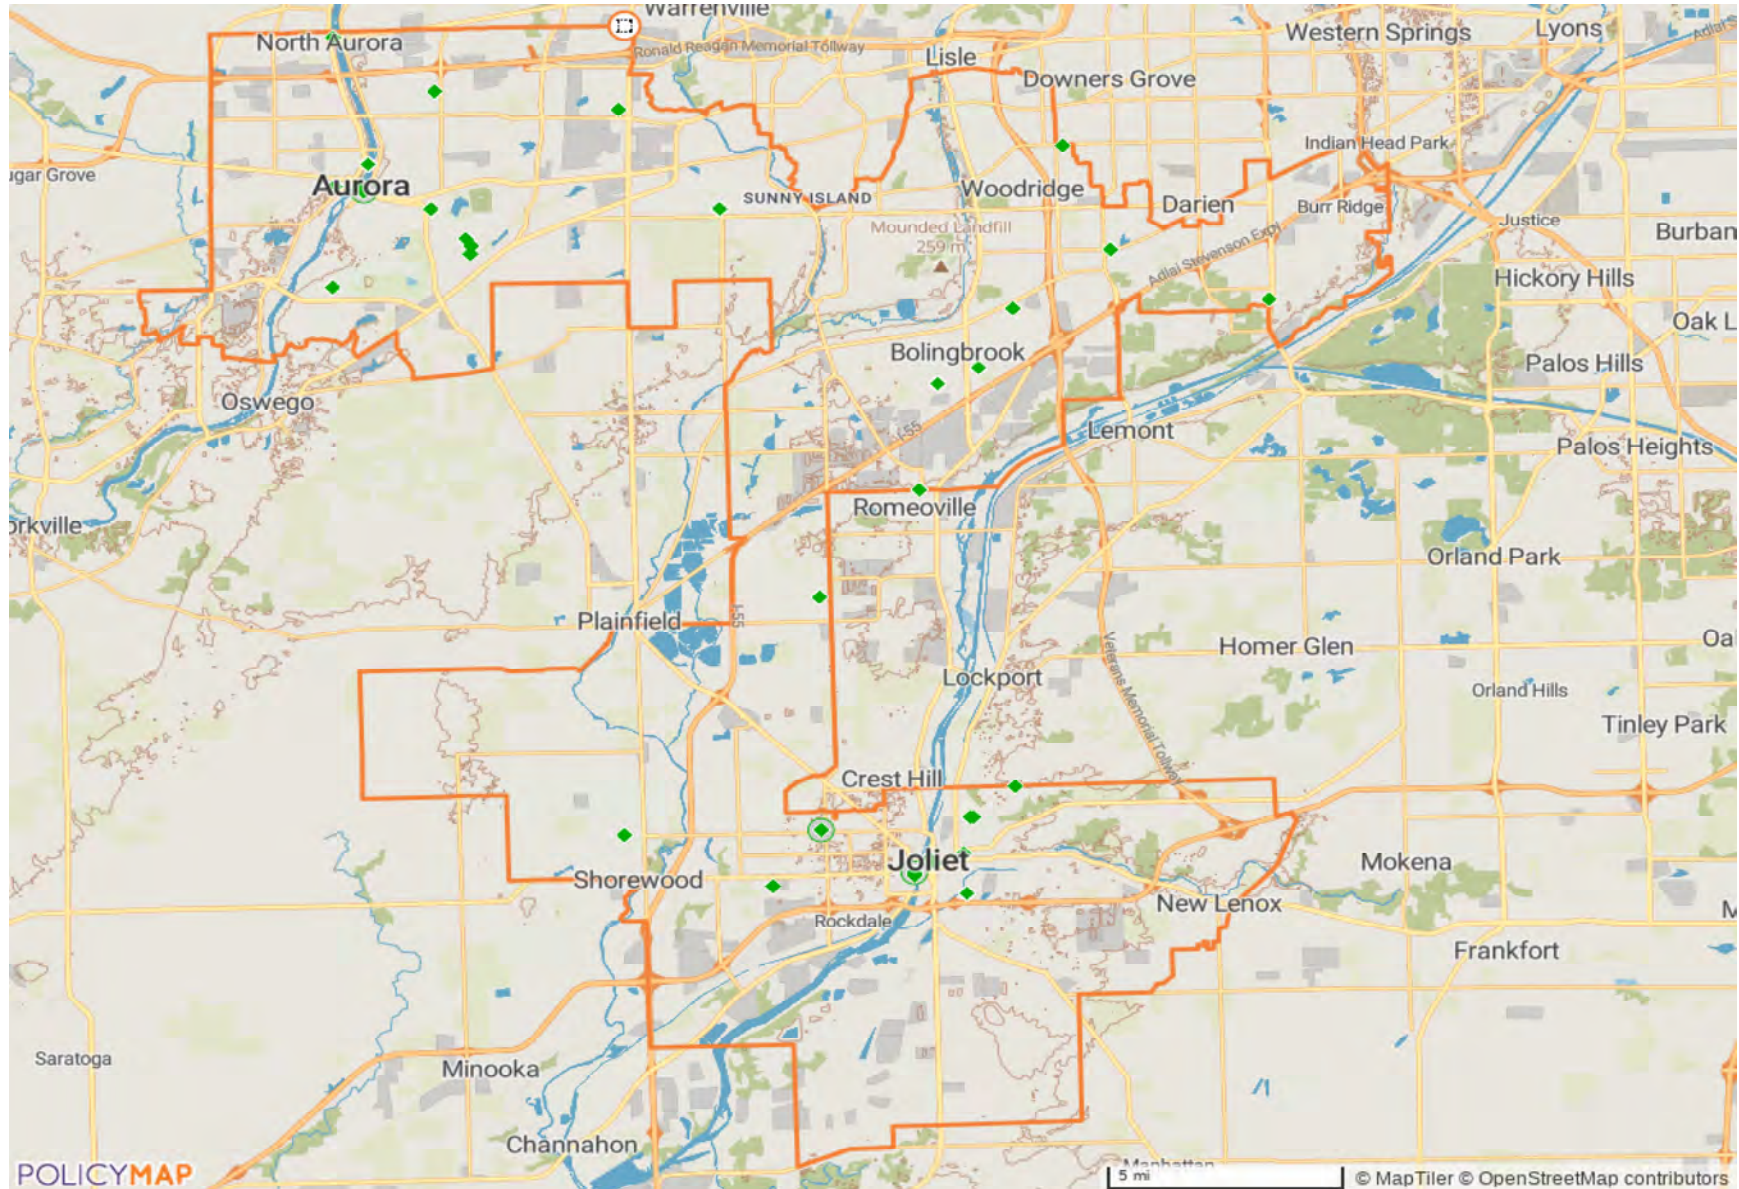 Warrenville
North Aurora
Ronald Reagan Memorial Tollway
Lisle
Downers Grove
Western Springs
Lyons
Indian Head Park
ugar Grove
Aurora
SUNNY ISLAND
Woodridge
Darien
Burr Ridge
Justice
Burban
Mounded Landfill
259 m
Adlai Stevenson Expy
Hickory Hills
Oak L
Bolingbrook
Palos Hills
Oswego
I-55
Lemont
Palos Heights
Romeoville
orkville
Orland Park
Plainfield
I-55
Homer Glen
Oa
Veterans Memorial Tollway
Lockport
Orland Hills
Tinley Park
Crest Hill
Joliet
Mokena
Shorewood
New Lenox
Rockdale
M
Frankfort
Saratoga
Minooka
Channahon
Manhattan
POLICYMAP
5 mi
© MapTiler © OpenStreetMap contributors